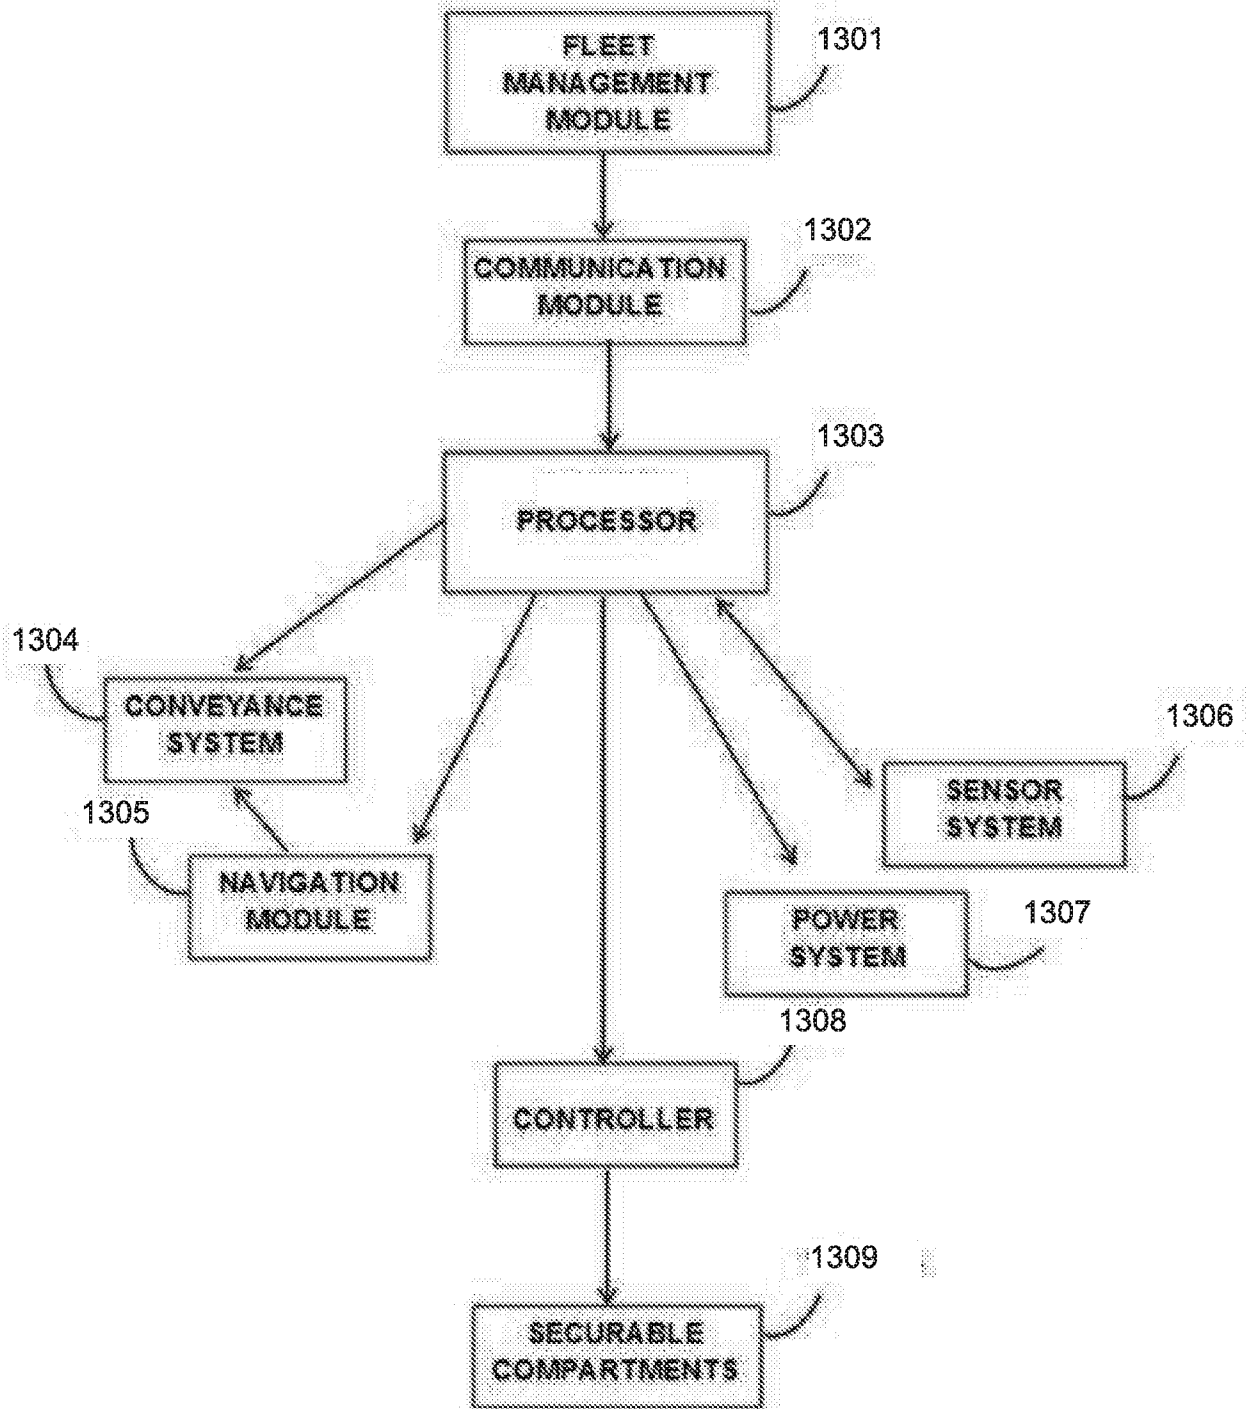 FLEET
MANAGEMENT
MODULE
1301
COMMUNICATION
MODULE
1302
PROCESSOR
1303
1304
CONVEYANCE
SYSTEM
1305
NAVIGATION
MODULE
1306
SENSOR
SYSTEM
POWER
SYSTEM
1307
1308
CONTROLLER
1309
SECURABLE
COMPARTMENTS